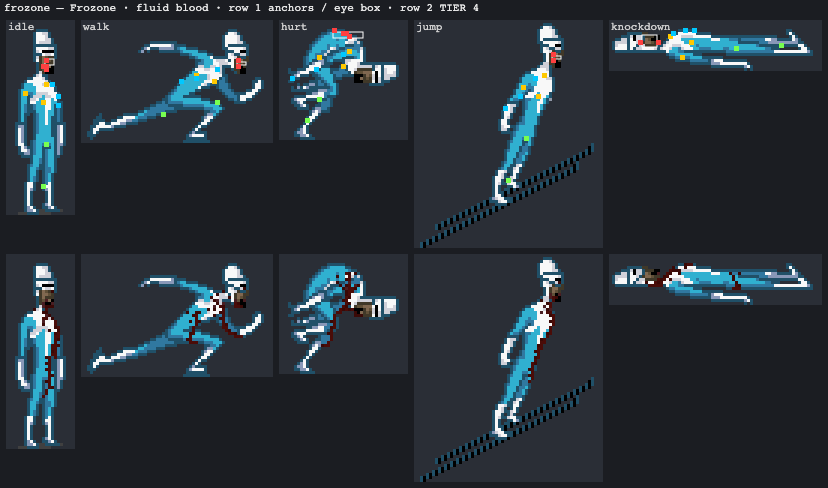 frozone — Frozone · fluid blood · row 1 anchors / eye box · row 2 TIER 4
idle
walk
hurt
jump
knockdown